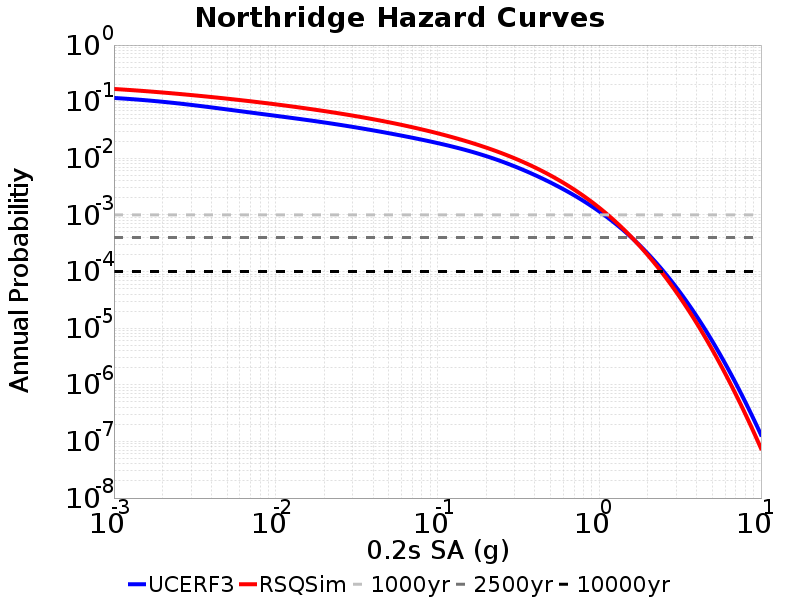 Northridge Hazard Curves
Annual Probabilitiy
10^0
10^-1
10^-2
10^-3
10^-4
10^-5
10^-6
10^-7
10^-8
10^-3 10^-2 10^-1 10^0 10^1
0.2s SA (g)
UCERF3 RSQSim 1000yr 2500yr 10000yr